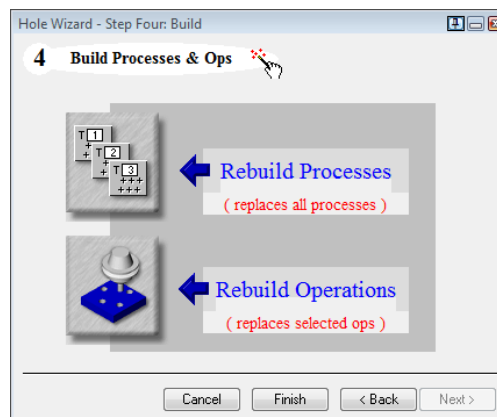 Hole Wizard - Step Four: Build
4 Build Processes & Ops
T 1
+
+
T 2
+
+
T 3
+++
+++
Rebuild Processes
( replaces all processes )
Rebuild Operations
( replaces selected ops )
Cancel Finish < Back Next >